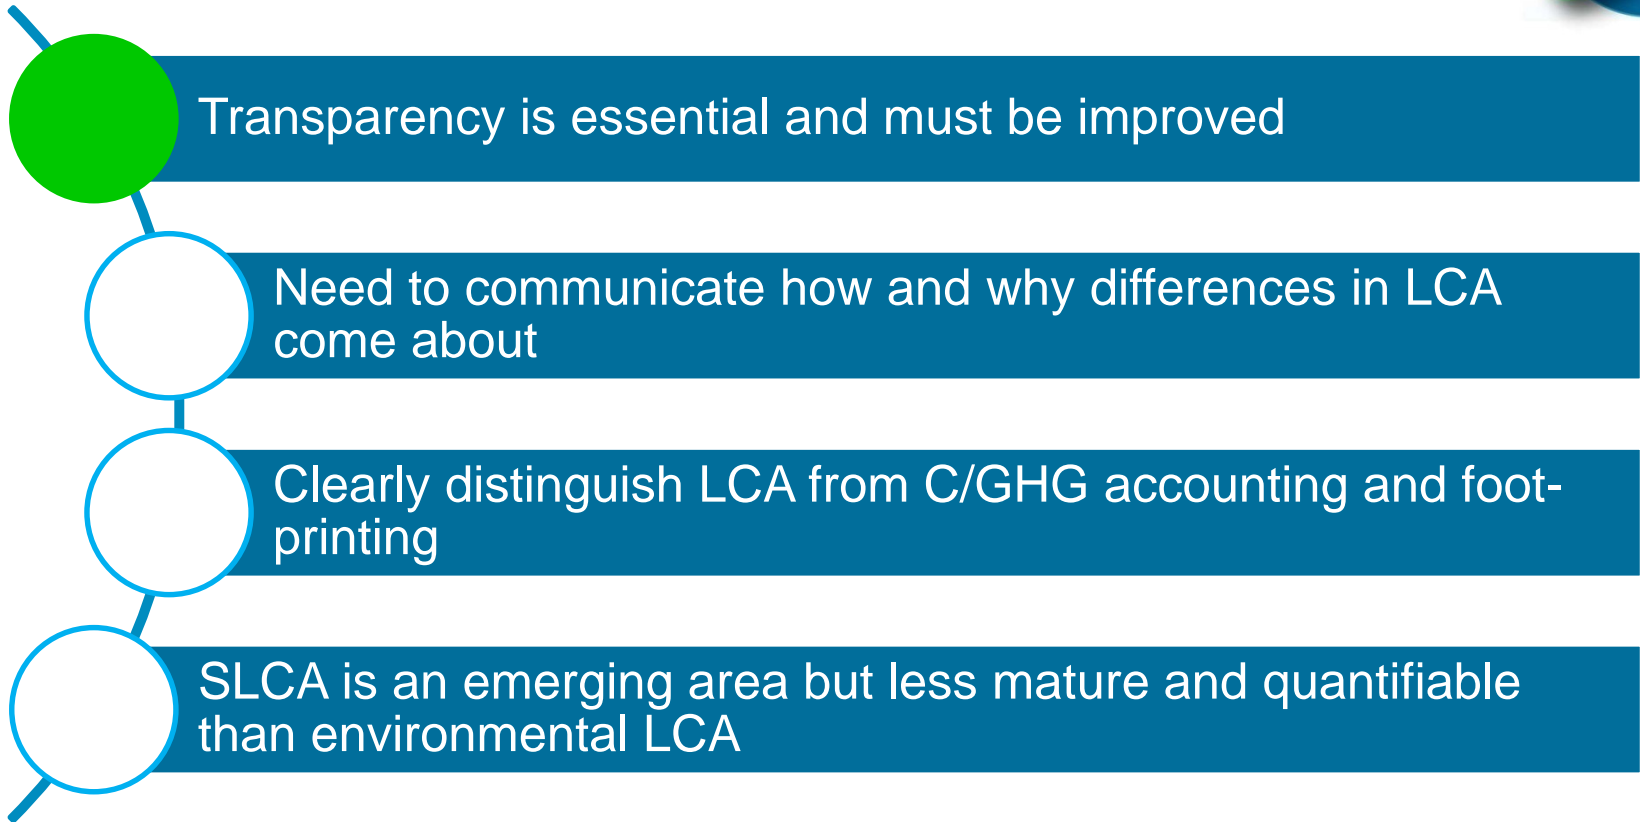 Transparency is essential and must be improved
Need to communicate how and why differences in LCA
come about
Clearly distinguish LCA from C/GHG accounting and foot-
printing
SLCA is an emerging area but less mature and quantifiable
than environmental LCA